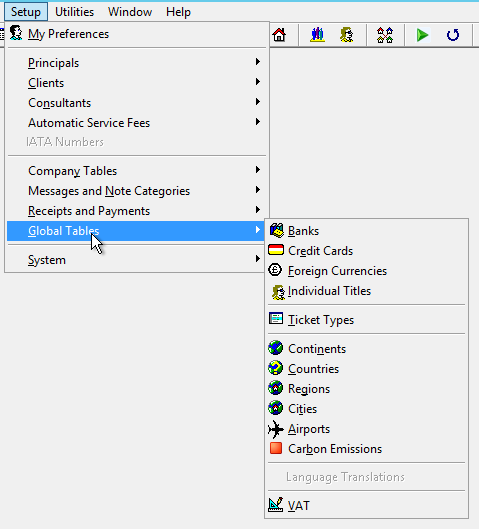 Setup Utilities Window Help
My Preferences
Principals
Clients
Consultants
Automatic Service Fees
IATA Numbers
Company Tables
Messages and Note Categories
Receipts and Payments
Global Tables
System
Banks
Credit Cards
Foreign Currencies
Individual Titles
Ticket Types
Continents
Countries
Regions
Cities
Airports
Carbon Emissions
Language Translations
VAT